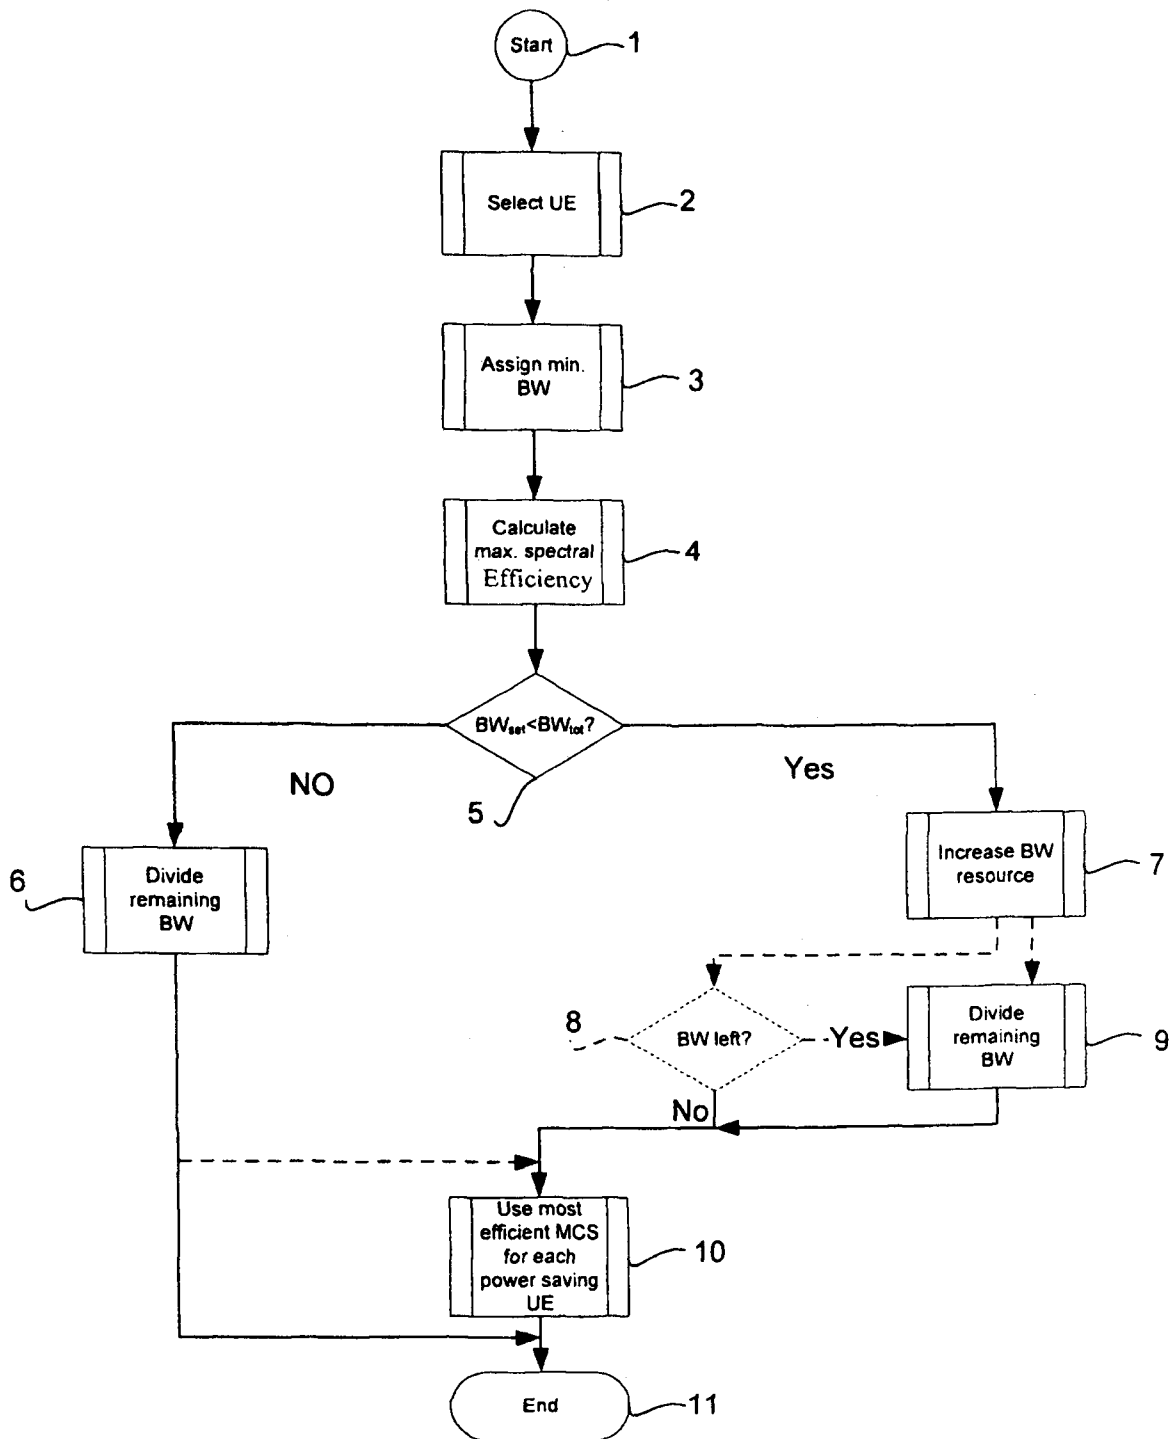 Start
1
Select UE
2
Assign min.
BW
3
Calculate
max. spectral
Efficiency
4
BWset<BWtot?
NO
Yes
5
6
Divide
remaining
BW
Increase BW
resource
7
8
BW left?
Yes
Divide
remaining
BW
9
No
Use most
efficient MCS
for each
power saving
UE
10
End
11